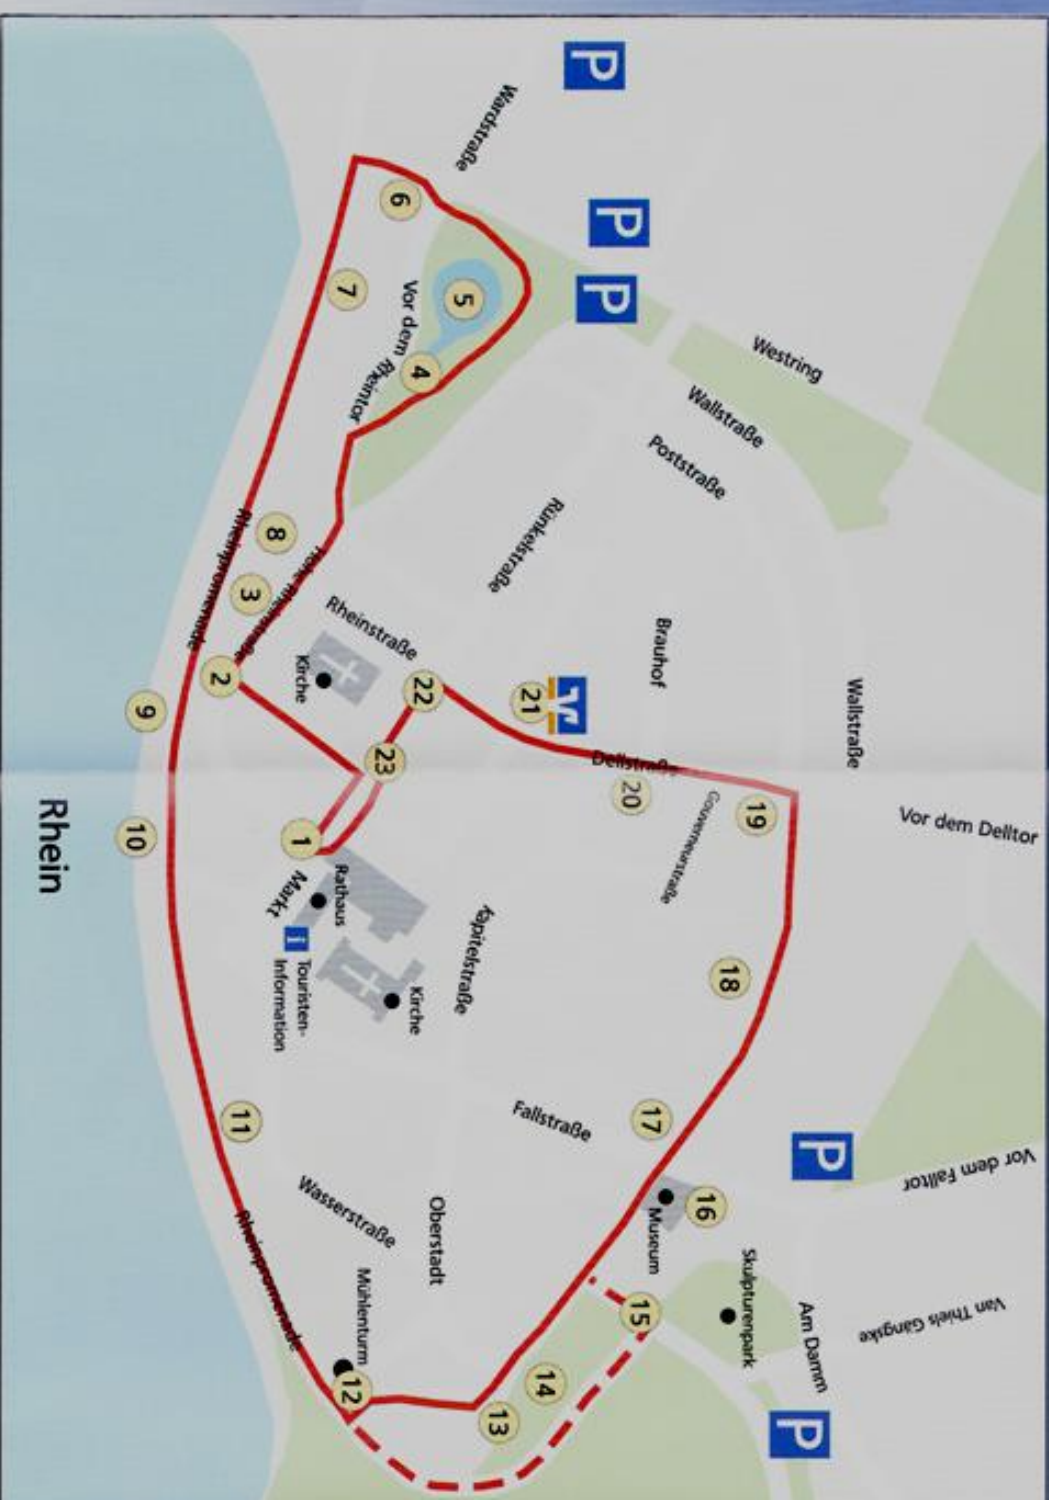 P
Wardstraße
P
P
6
7
5
Vor dem Rheintor
4
Westring
Wallstraße
Poststraße
Rünkelstraße
8
3
Rheinpromenade
Hohe Rheinstraße
Rheinstraße
Kirche
2
9
22
21
Brauhof
Wallstraße
23
Dellstraße
20
Gouverneurstraße
19
Vor dem Delltor
Rhein
10
1
Rathaus
Markt
i
Touristen-
Information
Kirche
Kapitelstraße
18
11
Fallstraße
17
P
Vor dem Falltor
16
Museum
Wasserstraße
Oberstadt
Rheinpromenade
Mühlenturm
12
15
Skulpturenpark
Am Damm
Van Thiels Gängske
14
13
P